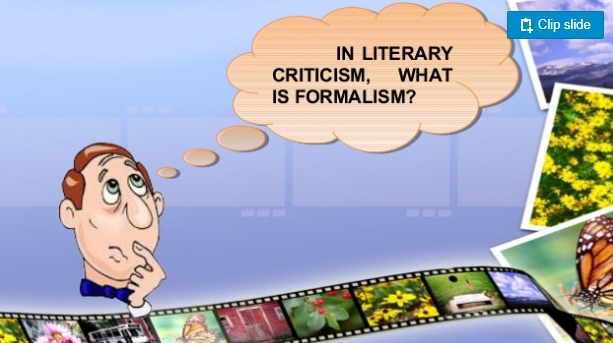 Clip slide
IN LITERARY
CRITICISM, WHAT
IS FORMALISM?